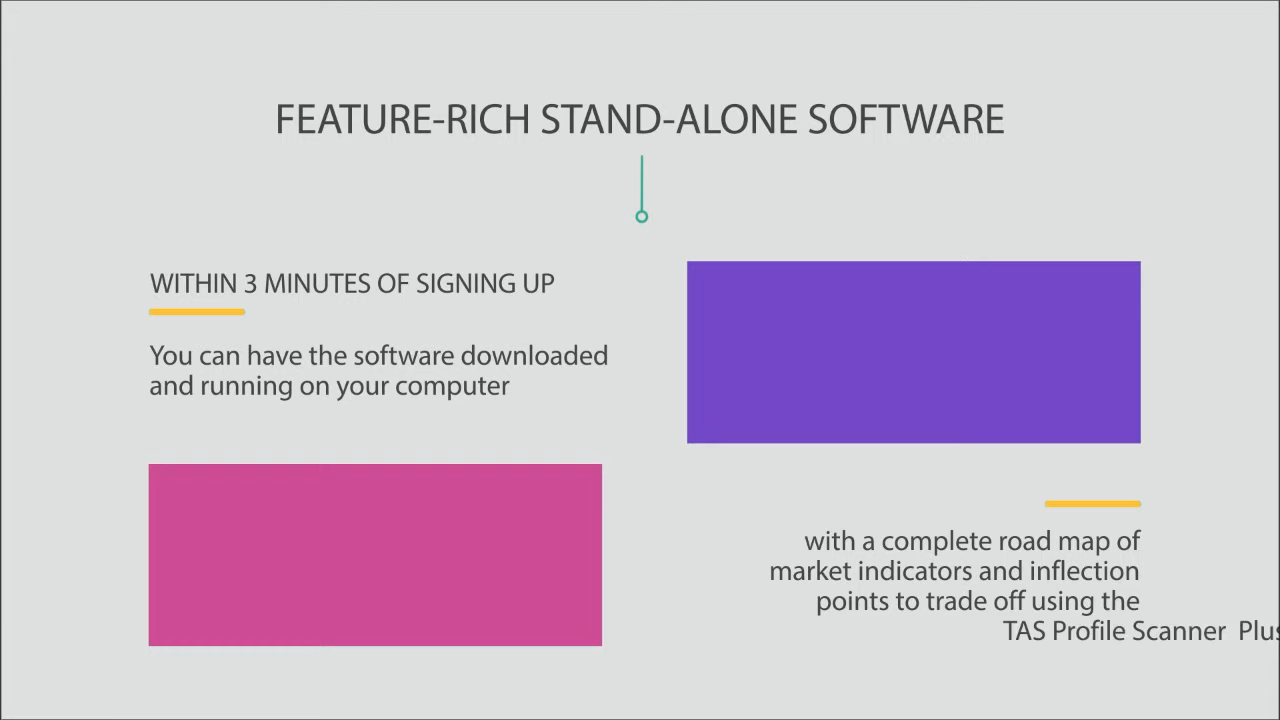 FEATURE-RICH STAND-ALONE SOFTWARE
WITHIN 3 MINUTES OF SIGNING UP
You can have the software downloaded
and running on your computer
with a complete road map of
market indicators and inflection
points to trade off using the
TAS Profile Scanner Plus